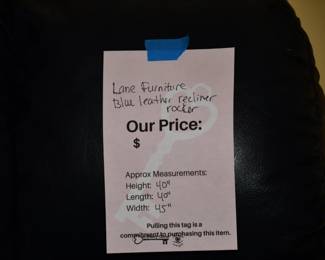 Lane Furniture
Blue leather recliner
rocker
Our Price:
$
Approx Measurements:
Height: 40"
Length: 40"
Width: 45"
Pulling this tag is a
commitment to purchasing this item.